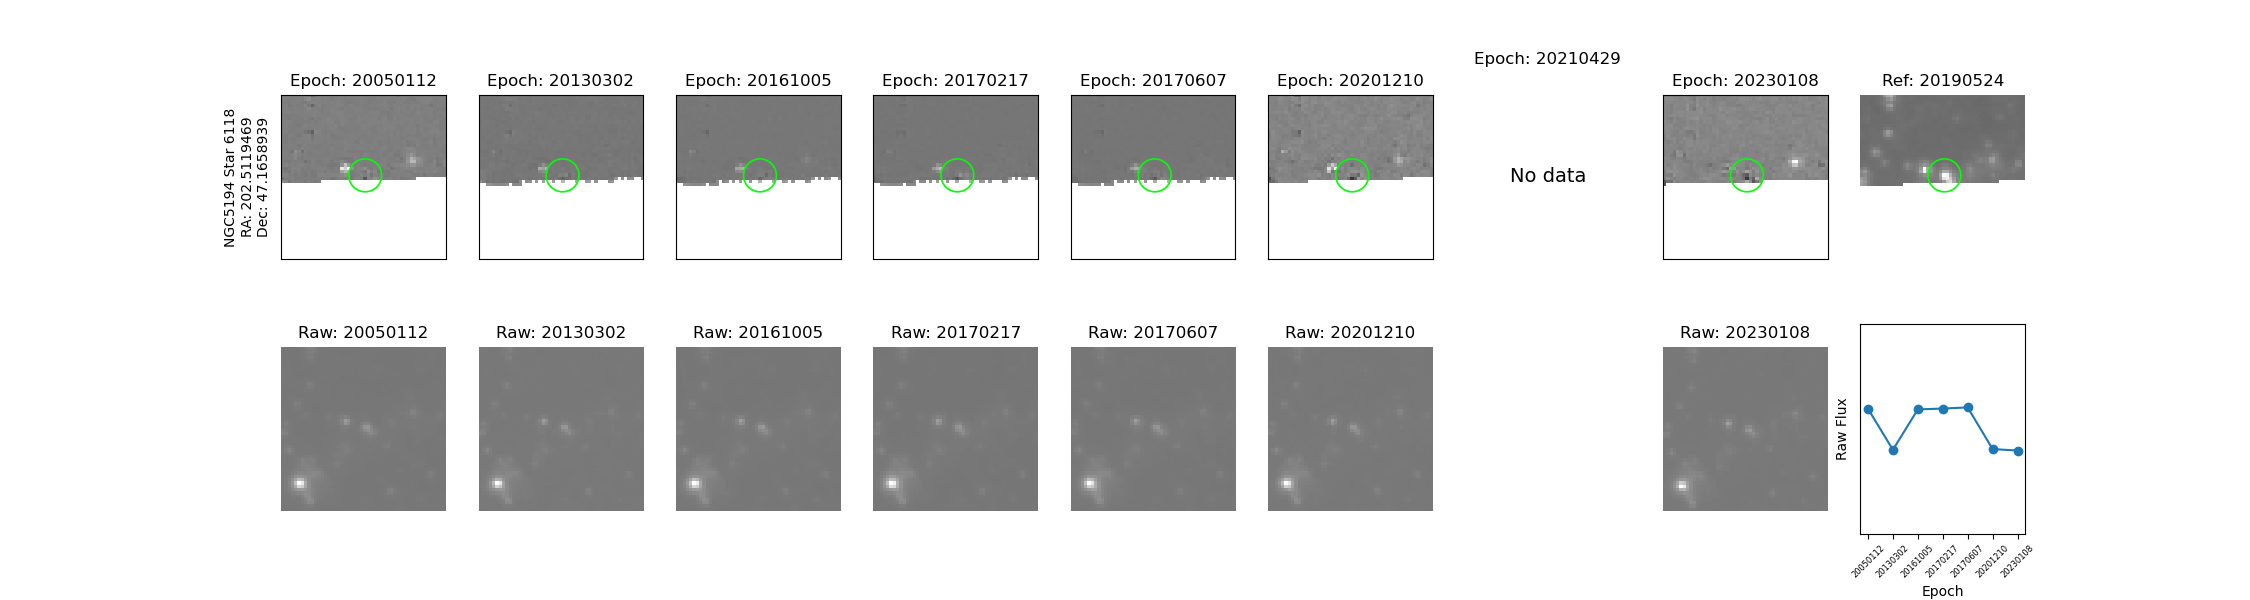 Epoch: 20210429
Epoch: 20050112
Epoch: 20130302
Epoch: 20161005
Epoch: 20170217
Epoch: 20170607
Epoch: 20201210
Epoch: 20230108
Ref: 20190524
NGC5194 Star 6118
RA: 202.5119469
Dec: 47.1658939
No data
Raw: 20050112
Raw: 20130302
Raw: 20161005
Raw: 20170217
Raw: 20170607
Raw: 20201210
Raw: 20230108
Raw Flux
20050112
20130302
20161005
20170217
20170607
20201210
20230108
Epoch